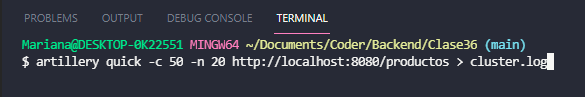 PROBLEMS OUTPUT DEBUG CONSOLE TERMINAL
Mariana@DESKTOP-0K22551 MINGW64 ~/Documents/Coder/Backend/Clase36 (main)
$ artillery quick -c 50 -n 20 http://localhost:8080/productos > cluster.log